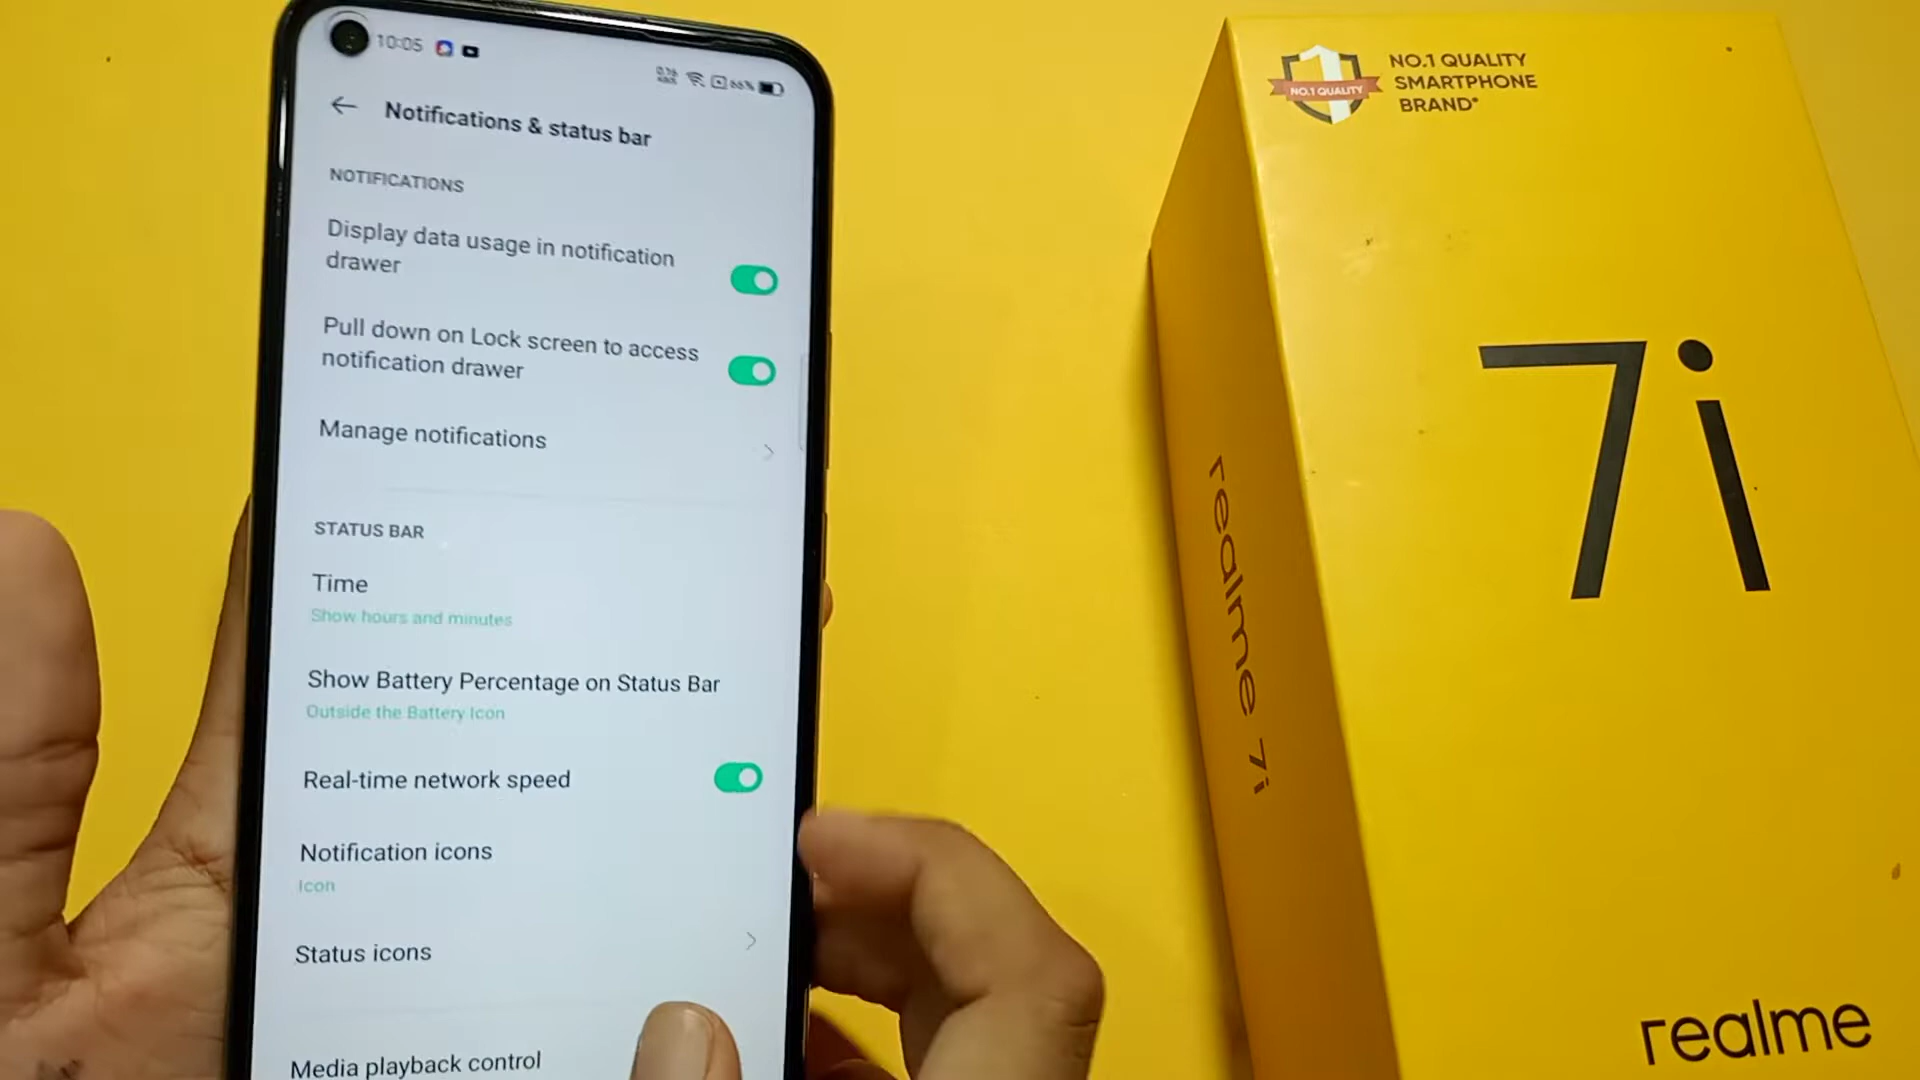 10:05
66%
Notifications & status bar
NOTIFICATIONS
Display data usage in notification
drawer
Pull down on Lock screen to access
notification drawer
Manage notifications
STATUS BAR
Time
Show hours and minutes
Show Battery Percentage on Status Bar
Outside the Battery Icon
Real-time network speed
Notification icons
Icon
Status icons
Media playback control
NO.1 QUALITY
NO.1 QUALITY
SMARTPHONE
BRAND*
7i
realme 7i
realme